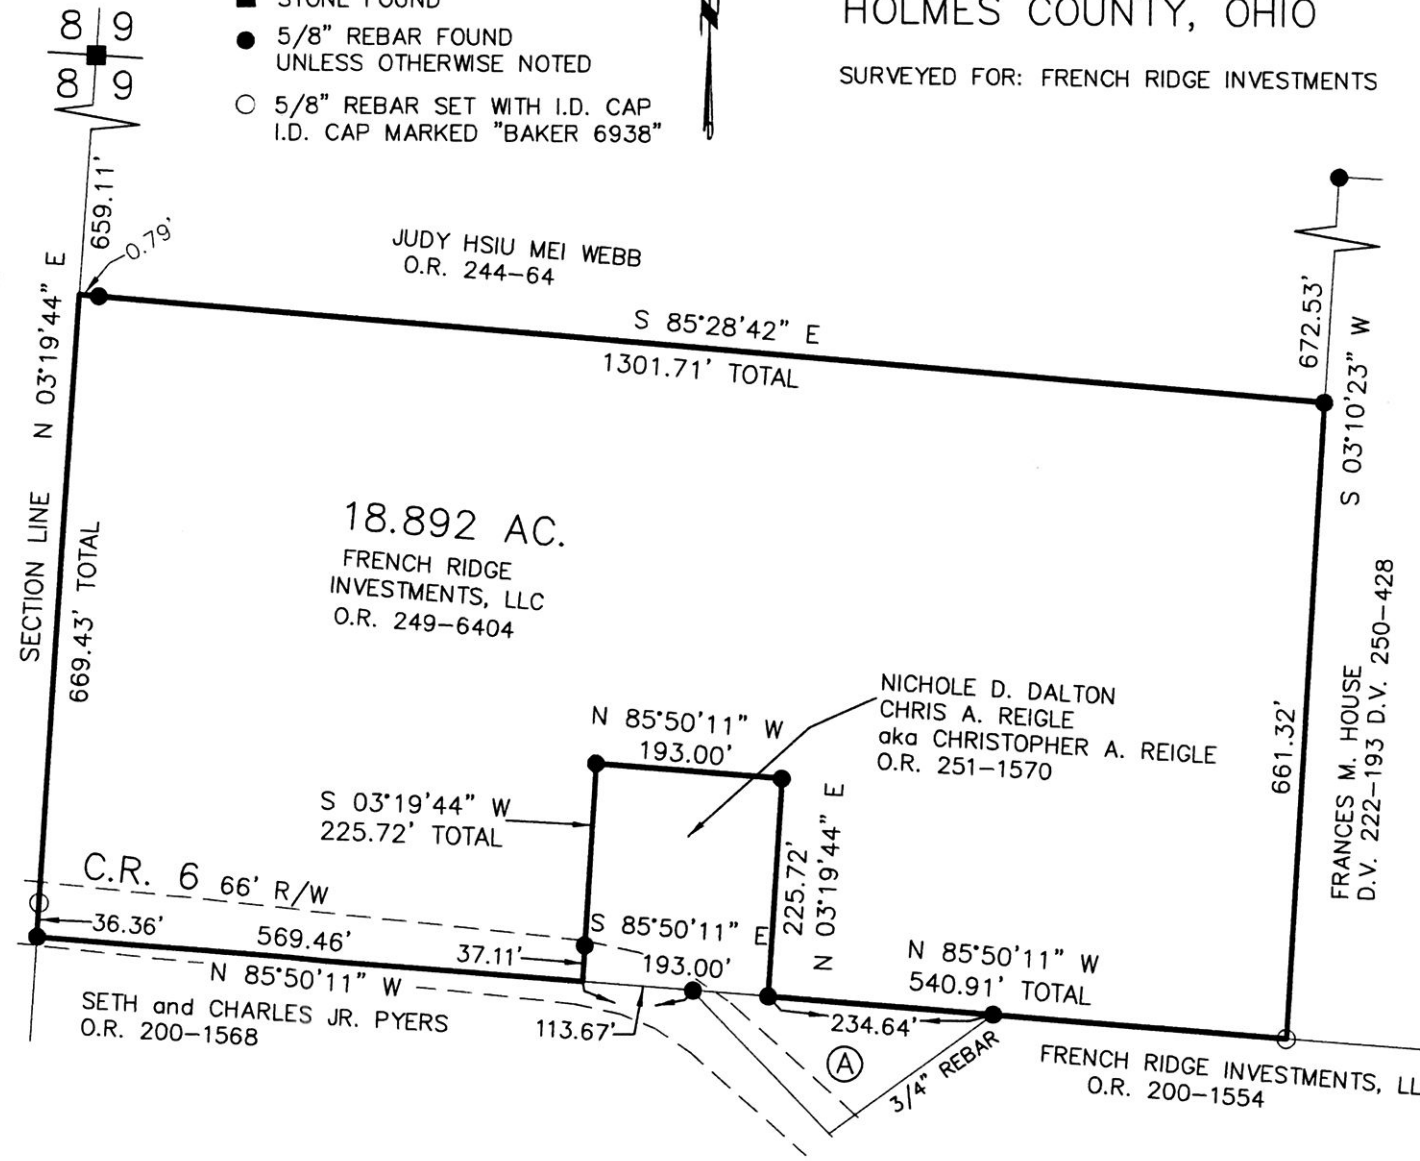 8 9
8 9
STONE FOUND
5/8" REBAR FOUND
UNLESS OTHERWISE NOTED
5/8" REBAR SET WITH I.D. CAP
I.D. CAP MARKED "BAKER 6938"
HOLMES COUNTY, OHIO
SURVEYED FOR: FRENCH RIDGE INVESTMENTS
659.11'
0.79'
JUDY HSIU MEI WEBB
O.R. 244-64
S 85°28'42" E
1301.71' TOTAL
672.53'
S 03°10'23" W
SECTION LINE N 03°19'44" E
669.43' TOTAL
18.892 AC.
FRENCH RIDGE
INVESTMENTS, LLC
O.R. 249-6404
NICHOLE D. DALTON
CHRIS A. REIGLE
aka CHRISTOPHER A. REIGLE
O.R. 251-1570
N 85°50'11" W
193.00'
S 03°19'44" W
225.72' TOTAL
225.72'
N 03°19'44" E
661.32'
FRANCES M. HOUSE
D.V. 222-193 D.V. 250-428
C.R. 6 66' R/W
36.36'
569.46'
37.11'
S 85°50'11" E
193.00'
N 85°50'11" W
540.91' TOTAL
N 85°50'11" W
SETH and CHARLES JR. PYERS
O.R. 200-1568
113.67'
234.64'
A
3/4" REBAR
FRENCH RIDGE INVESTMENTS, LL
O.R. 200-1554